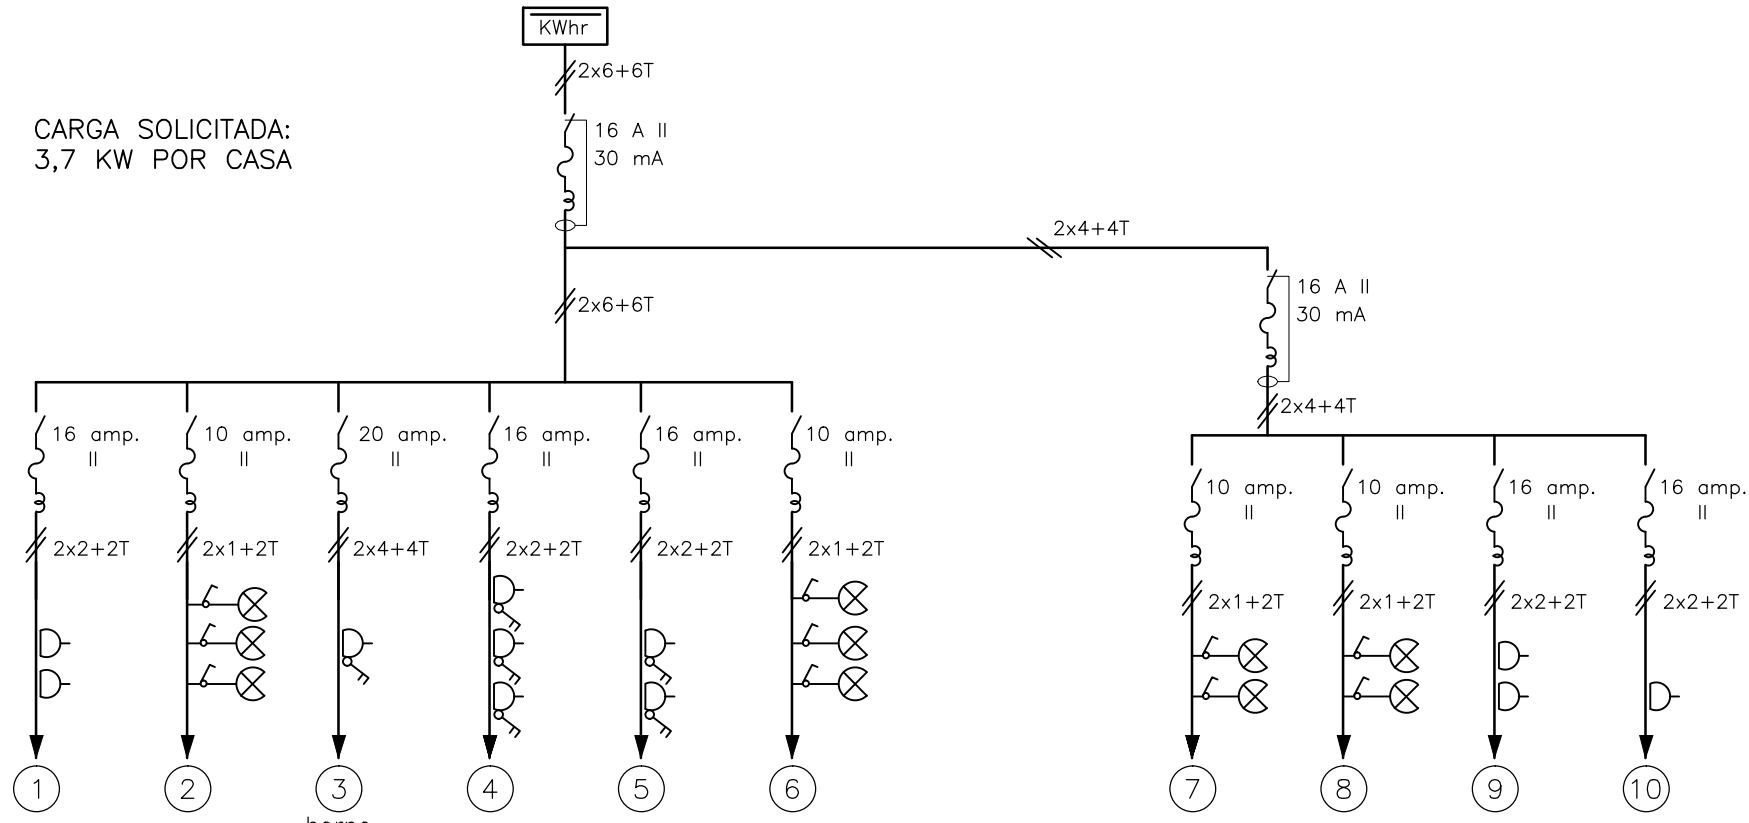 KWhr
2x6+6T
CARGA SOLICITADA:
3,7 KW POR CASA
16 A II
30 mA
2x4+4T
2x6+6T
16 A II
30 mA
2x4+4T
16 amp.
II
10 amp.
II
20 amp.
II
16 amp.
II
16 amp.
II
10 amp.
II
10 amp.
II
10 amp.
II
16 amp.
II
16 amp.
II
2x2+2T
2x1+2T
2x4+4T
2x2+2T
2x2+2T
2x1+2T
2x1+2T
2x1+2T
2x2+2T
2x2+2T
1
2
3
4
5
6
7
8
9
10